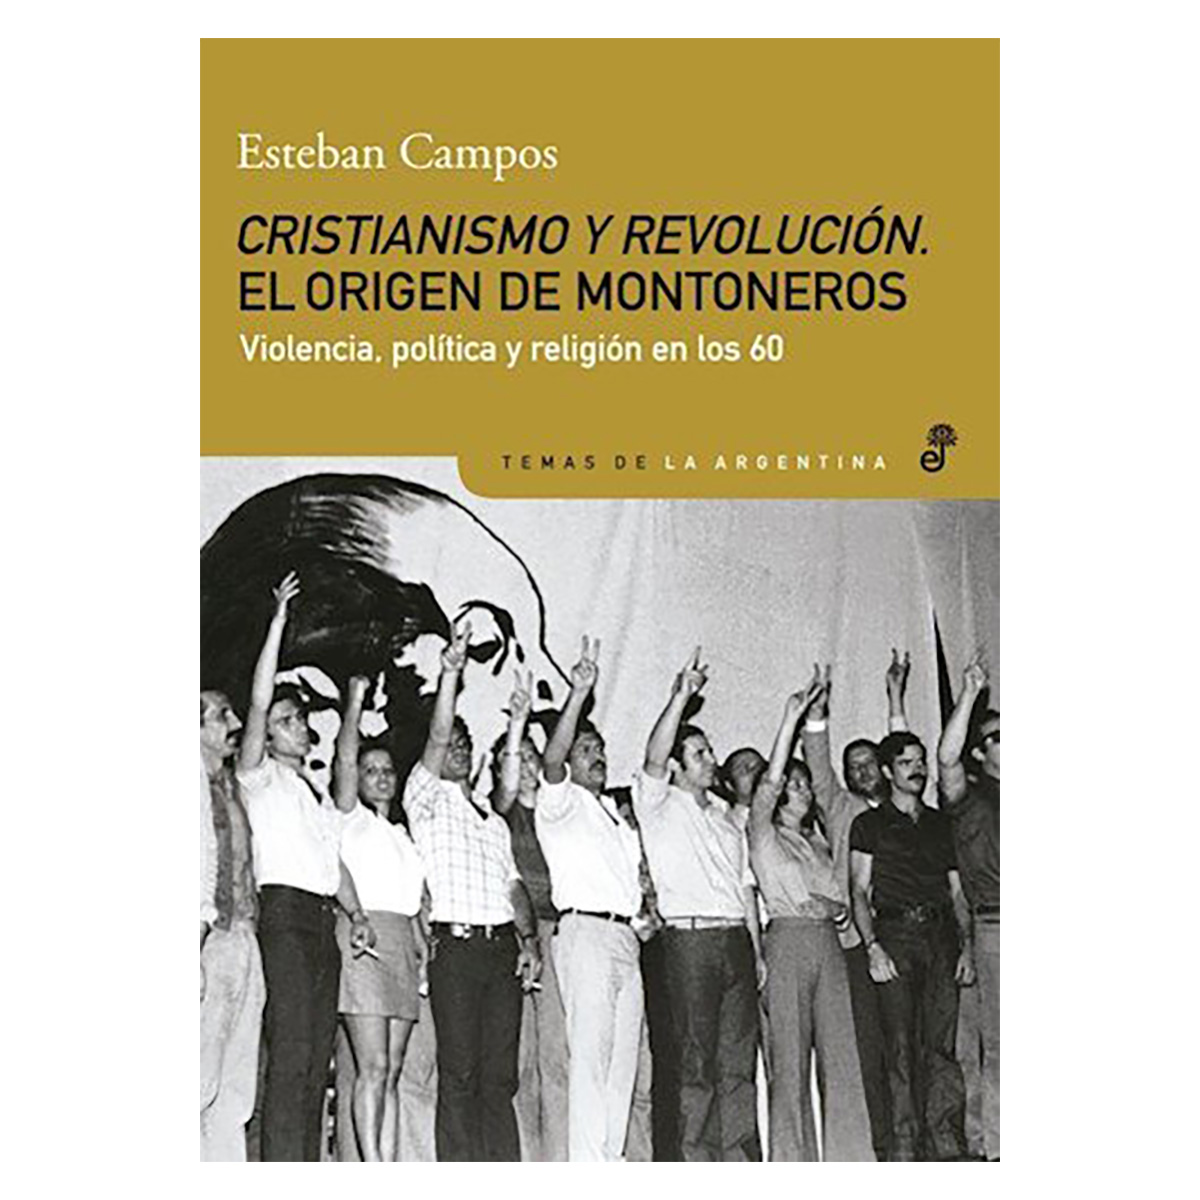 Esteban Campos
CRISTIANISMO Y REVOLUCIÓN.
EL ORIGEN DE MONTONEROS
Violencia, política y religión en los 60
TEMAS DE LA ARGENTINA